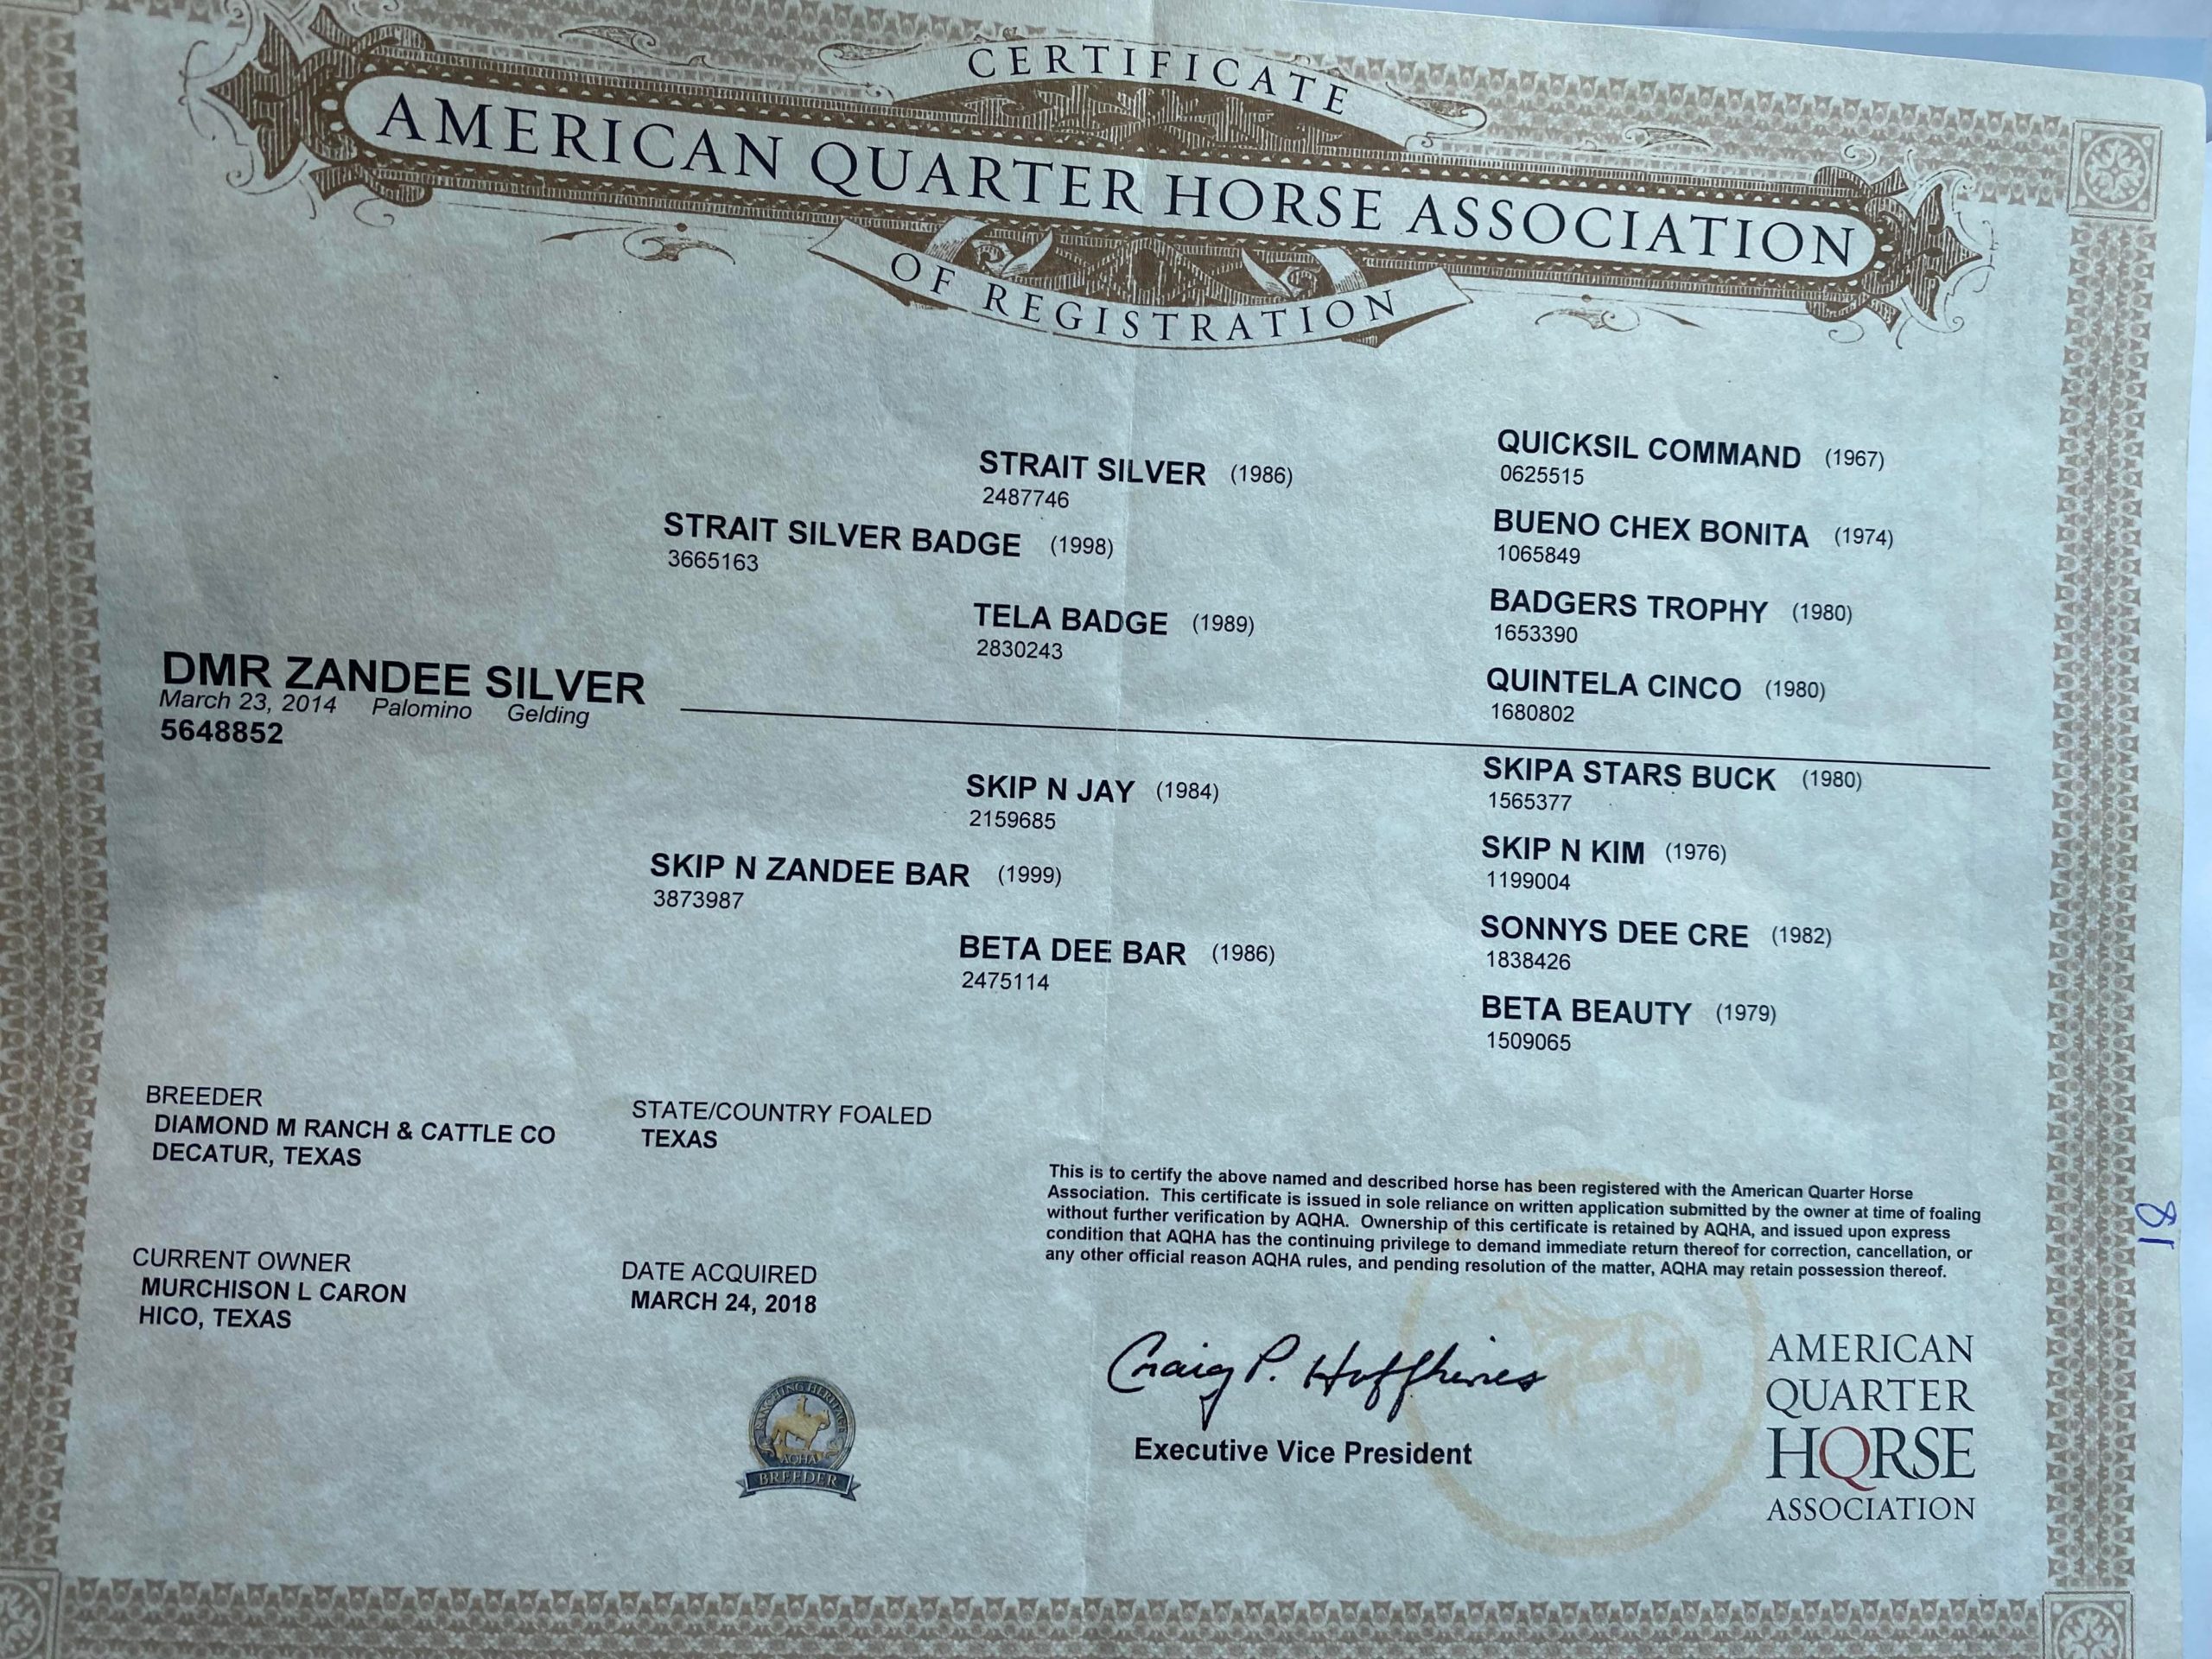 CERTIFICATE
AMERICAN QUARTER HORSE ASSOCIATION
OF REGISTRATION
DMR ZANDEE SILVER
March 23, 2014 Palomino Gelding
5648852
STRAIT SILVER BADGE (1998)
3665163
STRAIT SILVER (1986)
2487746
QUICKSIL COMMAND (1967)
0625515
BUENO CHEX BONITA (1974)
1065849
TELA BADGE (1989)
2830243
BADGERS TROPHY (1980)
1653390
QUINTELA CINCO (1980)
1680802
SKIP N ZANDEE BAR (1999)
3873987
SKIP N JAY (1984)
2159685
SKIPA STARS BUCK (1980)
1565377
SKIP N KIM (1976)
1199004
BETA DEE BAR (1986)
2475114
SONNYS DEE CRE (1982)
1838426
BETA BEAUTY (1979)
1509065
BREEDER
DIAMOND M RANCH & CATTLE CO
DECATUR, TEXAS
STATE/COUNTRY FOALED
TEXAS
CURRENT OWNER
MURCHISON L CARON
HICO, TEXAS
DATE ACQUIRED
MARCH 24, 2018
This is to certify the above named and described horse has been registered with the American Quarter Horse
Association. This certificate is issued in sole reliance on written application submitted by the owner at time of foaling
without further verification by AQHA. Ownership of this certificate is retained by AQHA, and issued upon express
condition that AQHA has the continuing privilege to demand immediate return thereof for correction, cancellation, or
any other official reason AQHA rules, and pending resolution of the matter, AQHA may retain possession thereof.
Craig P. Huffhines
Executive Vice President
RANCHING HERITAGE
AQHA
BREEDER
AMERICAN
QUARTER
HORSE
ASSOCIATION